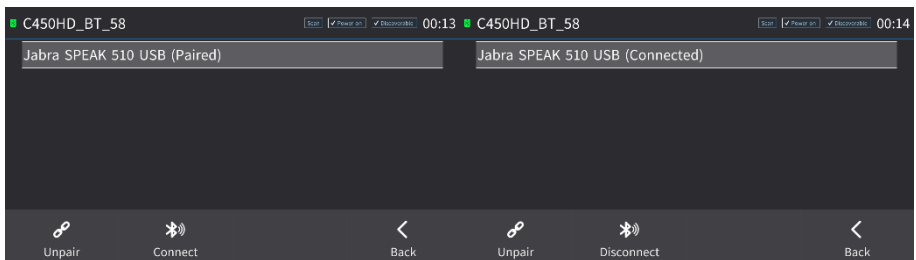 C450HD_BT_58 Scan ✓ Power on ✓ Discoverable 00:13
Jabra SPEAK 510 USB (Paired)
Unpair Connect Back
C450HD_BT_58 Scan ✓ Power on ✓ Discoverable 00:14
Jabra SPEAK 510 USB (Connected)
Unpair Disconnect Back